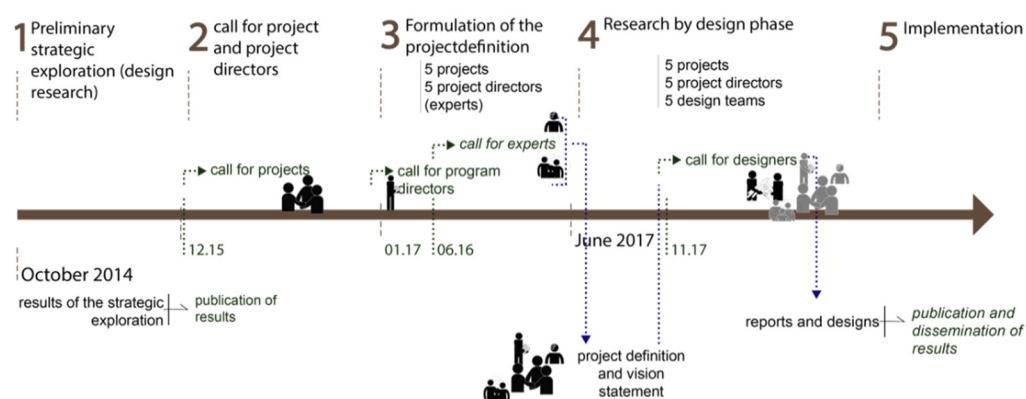 1 Preliminary
strategic
exploration (design
research)
2 call for project
and project
directors
3 Formulation of the
projectdefinition
5 projects
5 project directors
(experts)
4 Research by design phase
5 projects
5 project directors
5 design teams
5 Implementation
call for projects
call for program
directors
call for experts
call for designers
October 2014
12.15
01.17
06.16
June 2017
11.17
results of the strategic
exploration
publication of
results
project definition
and vision
statement
reports and designs
publication and
dissemination of
results